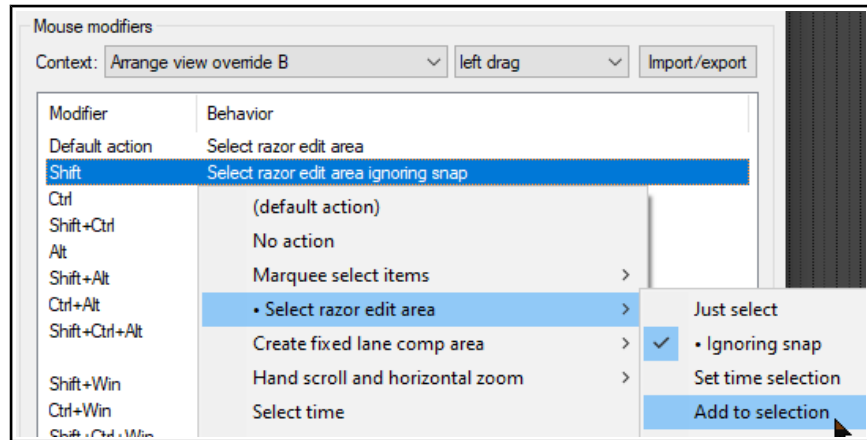 Mouse modifiers
Context: Arrange view override B left drag Import/export
Modifier Behavior
Default action Select razor edit area
Shift Select razor edit area ignoring snap
Ctrl
(default action)
Shift+Ctrl
No action
Alt
Shift+Alt
Marquee select items
Ctrl+Alt
• Select razor edit area
Just select
Shift+Ctrl+Alt
Create fixed lane comp area
• Ignoring snap
Shift+Win
Hand scroll and horizontal zoom
Set time selection
Ctrl+Win
Select time
Add to selection
Shift+Ctrl+Win